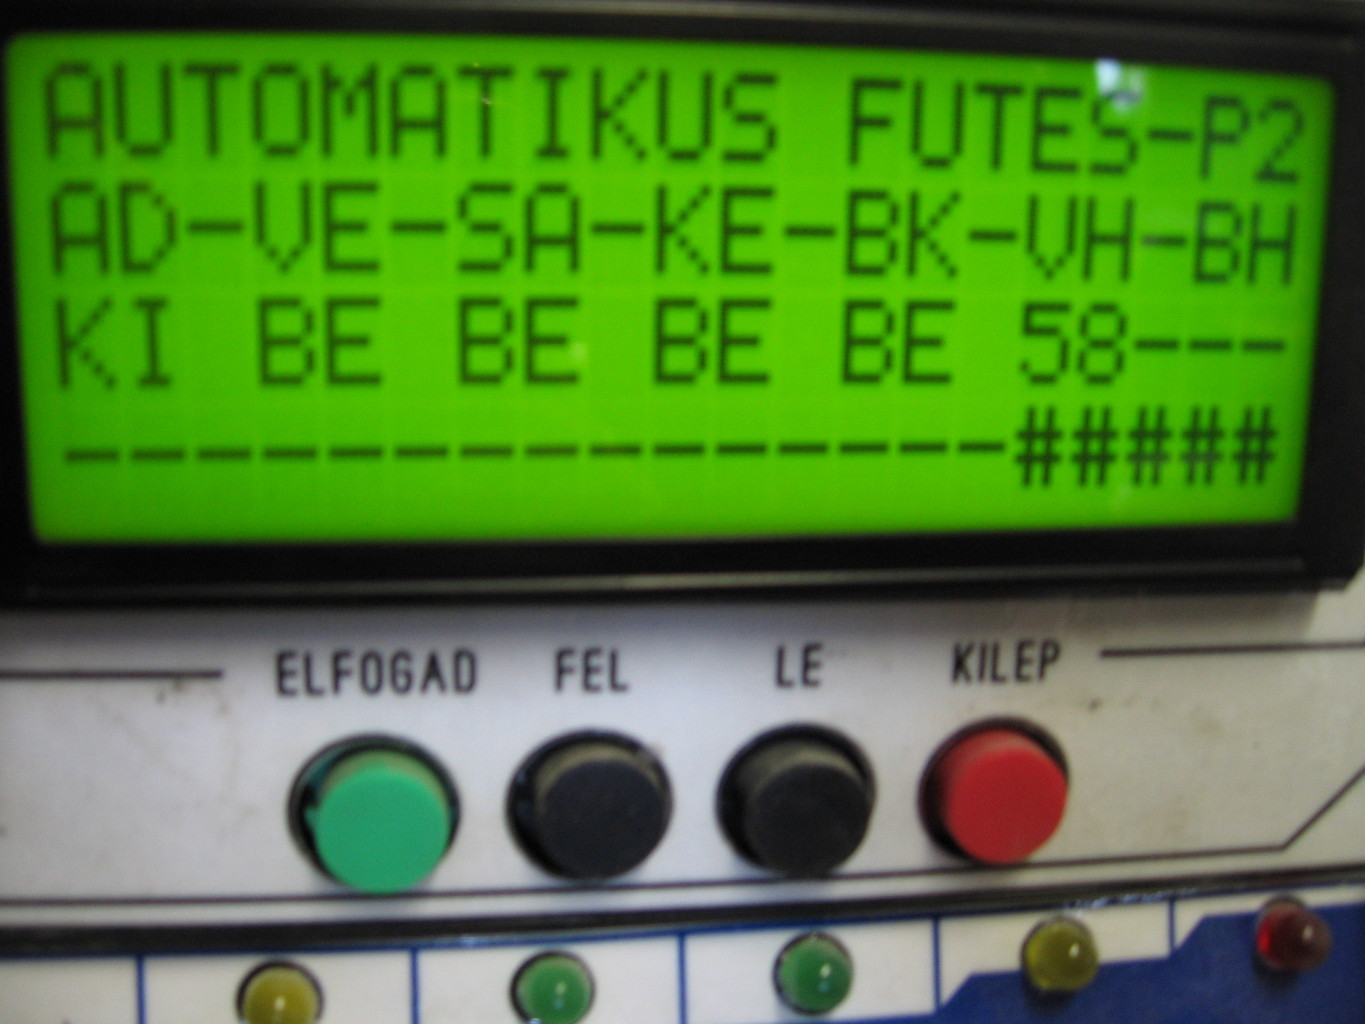 AUTOMATIKUS FUTES-P2
AD-VE-SA-KE-BK-VH-BH
KI BE BE BE BE 58---
---------------#####
ELFOGAD FEL LE KILEP